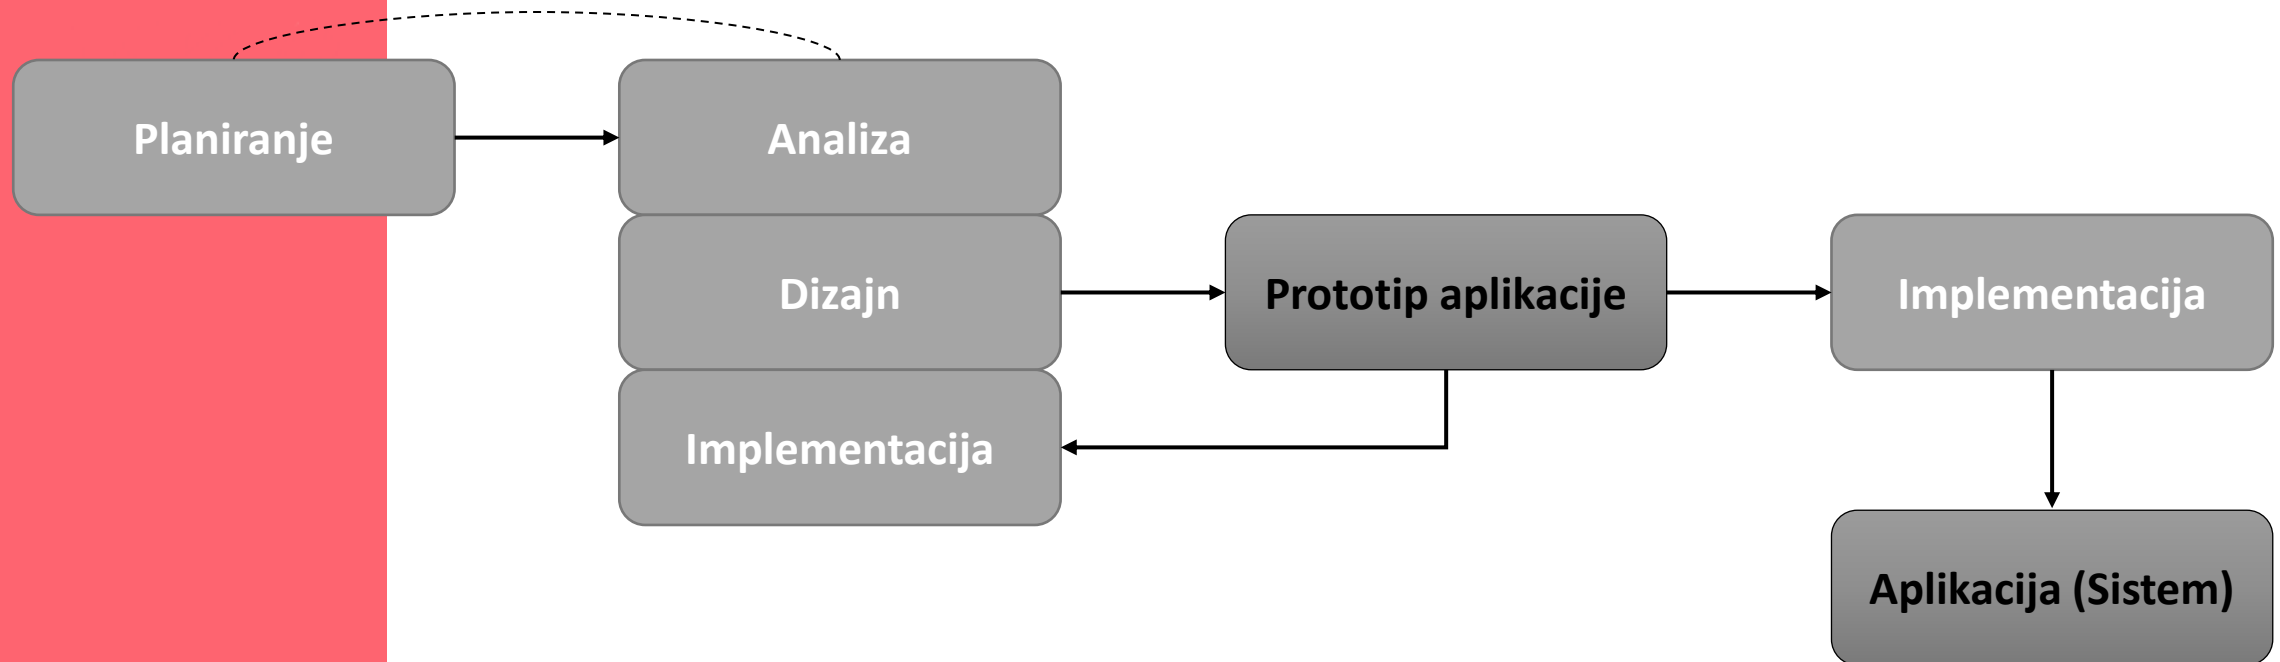 Planiranje
Analiza
Dizajn
Prototip aplikacije
Implementacija
Implementacija
Aplikacija (Sistem)